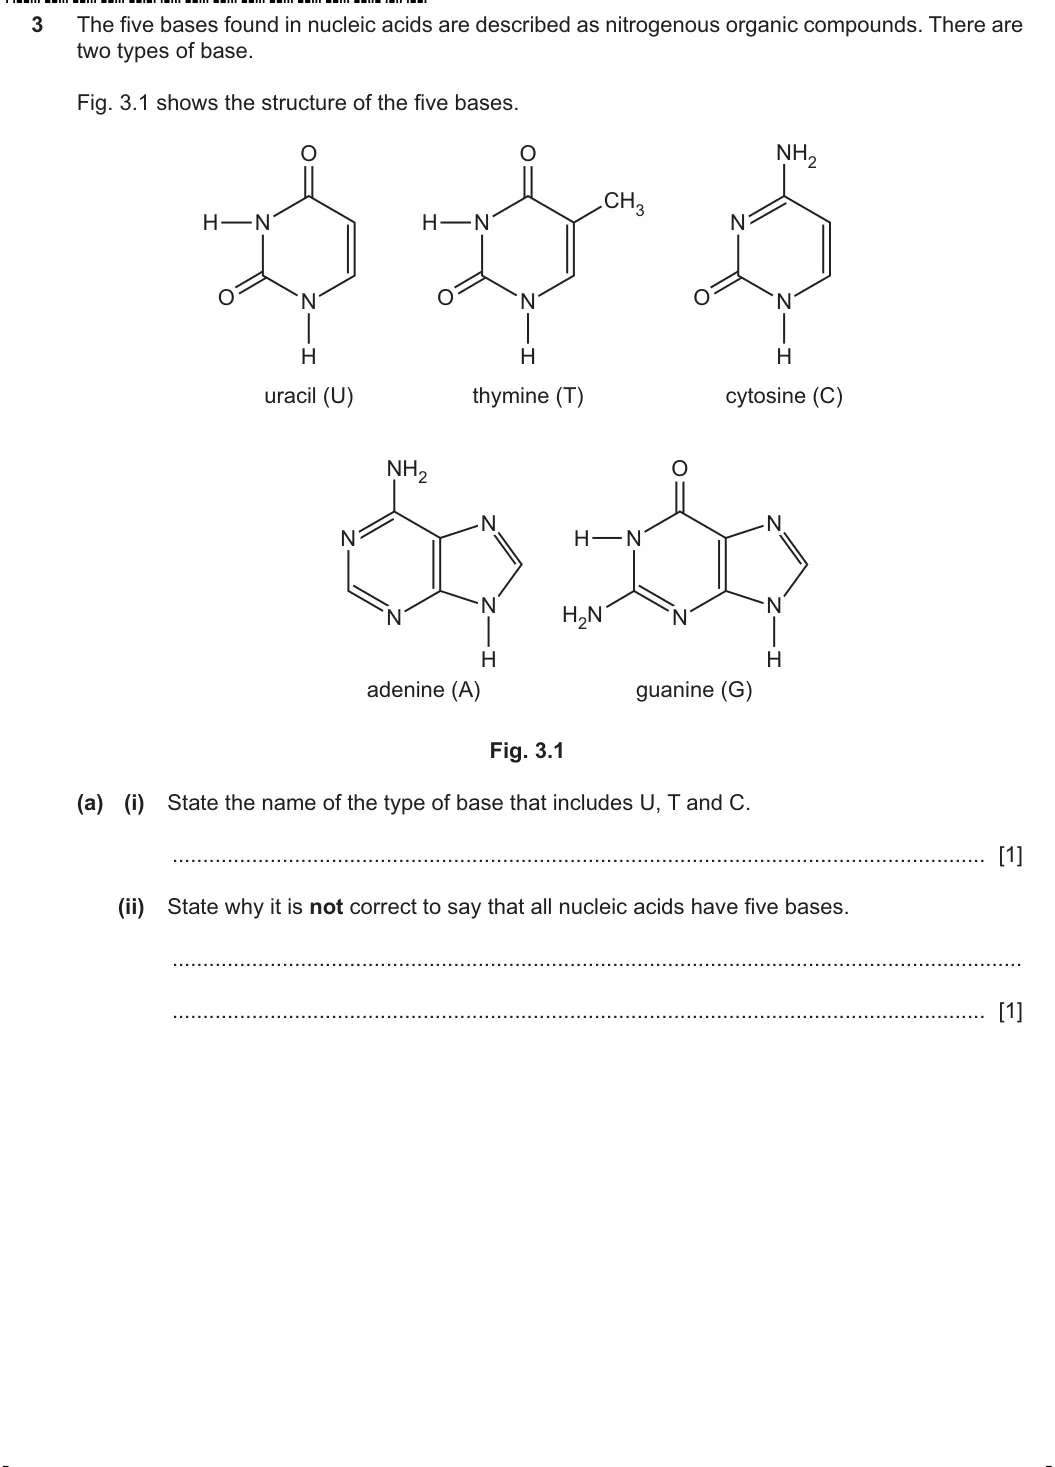 3 The five bases found in nucleic acids are described as nitrogenous organic compounds. There are
two types of base.
Fig. 3.1 shows the structure of the five bases.
O
H N
O N
H
uracil (U)
O
CH3
H N
O N
H
thymine (T)
NH2
N
O N
H
cytosine (C)
NH2
N N
N N
H
adenine (A)
O
H N N
H2N N N
H
guanine (G)
Fig. 3.1
(a) (i) State the name of the type of base that includes U, T and C.
...................................................................................................................................... [1]
(ii) State why it is not correct to say that all nucleic acids have five bases.
............................................................................................................................................
...................................................................................................................................... [1]